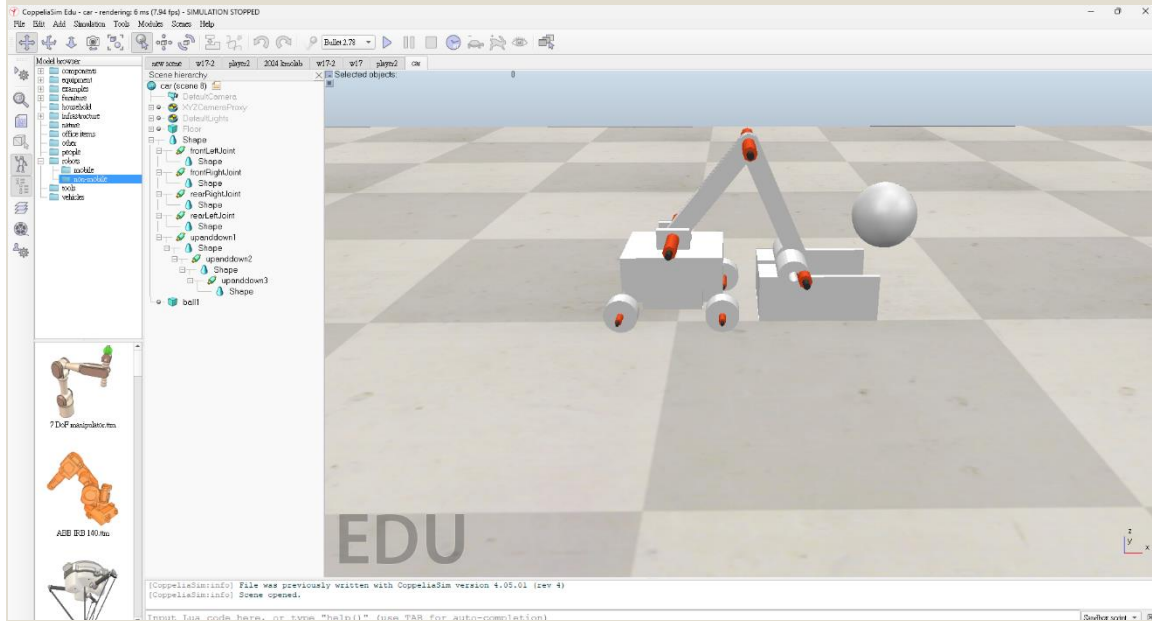 CoppeliaSim Edu - car - rendering: 6 ms (7.94 fps) - SIMULATION STOPPED
File Edit Add Simulation Tools Modules Scenes Help
Bullet 2.78
Model browser
components
equipment
examples
furniture
household
infrastructure
nature
office items
other
people
robots
mobile
non-mobile
tools
vehicles
7 DoF manipulator.ttm
ABB IRB 140.ttm
new scene w17-2 player2 2024 lmolab w17-2 w17 player2 car
Scene hierarchy
car (scene 8)
DefaultCamera
XYZCameraProxy
DefaultLights
Floor
Shape
frontLeftJoint
Shape
frontRightJoint
Shape
rearRightJoint
Shape
rearLeftJoint
Shape
upanddown1
Shape
upanddown2
Shape
upanddown3
Shape
ball1
Selected objects: 0
EDU
z
y
x
[CoppeliaSim:info] File was previously written with CoppeliaSim version 4.05.01 (rev 4)
[CoppeliaSim:info] Scene opened.
Input Lua code here, or type "help()" (use TAB for auto-completion)
Sandbox script